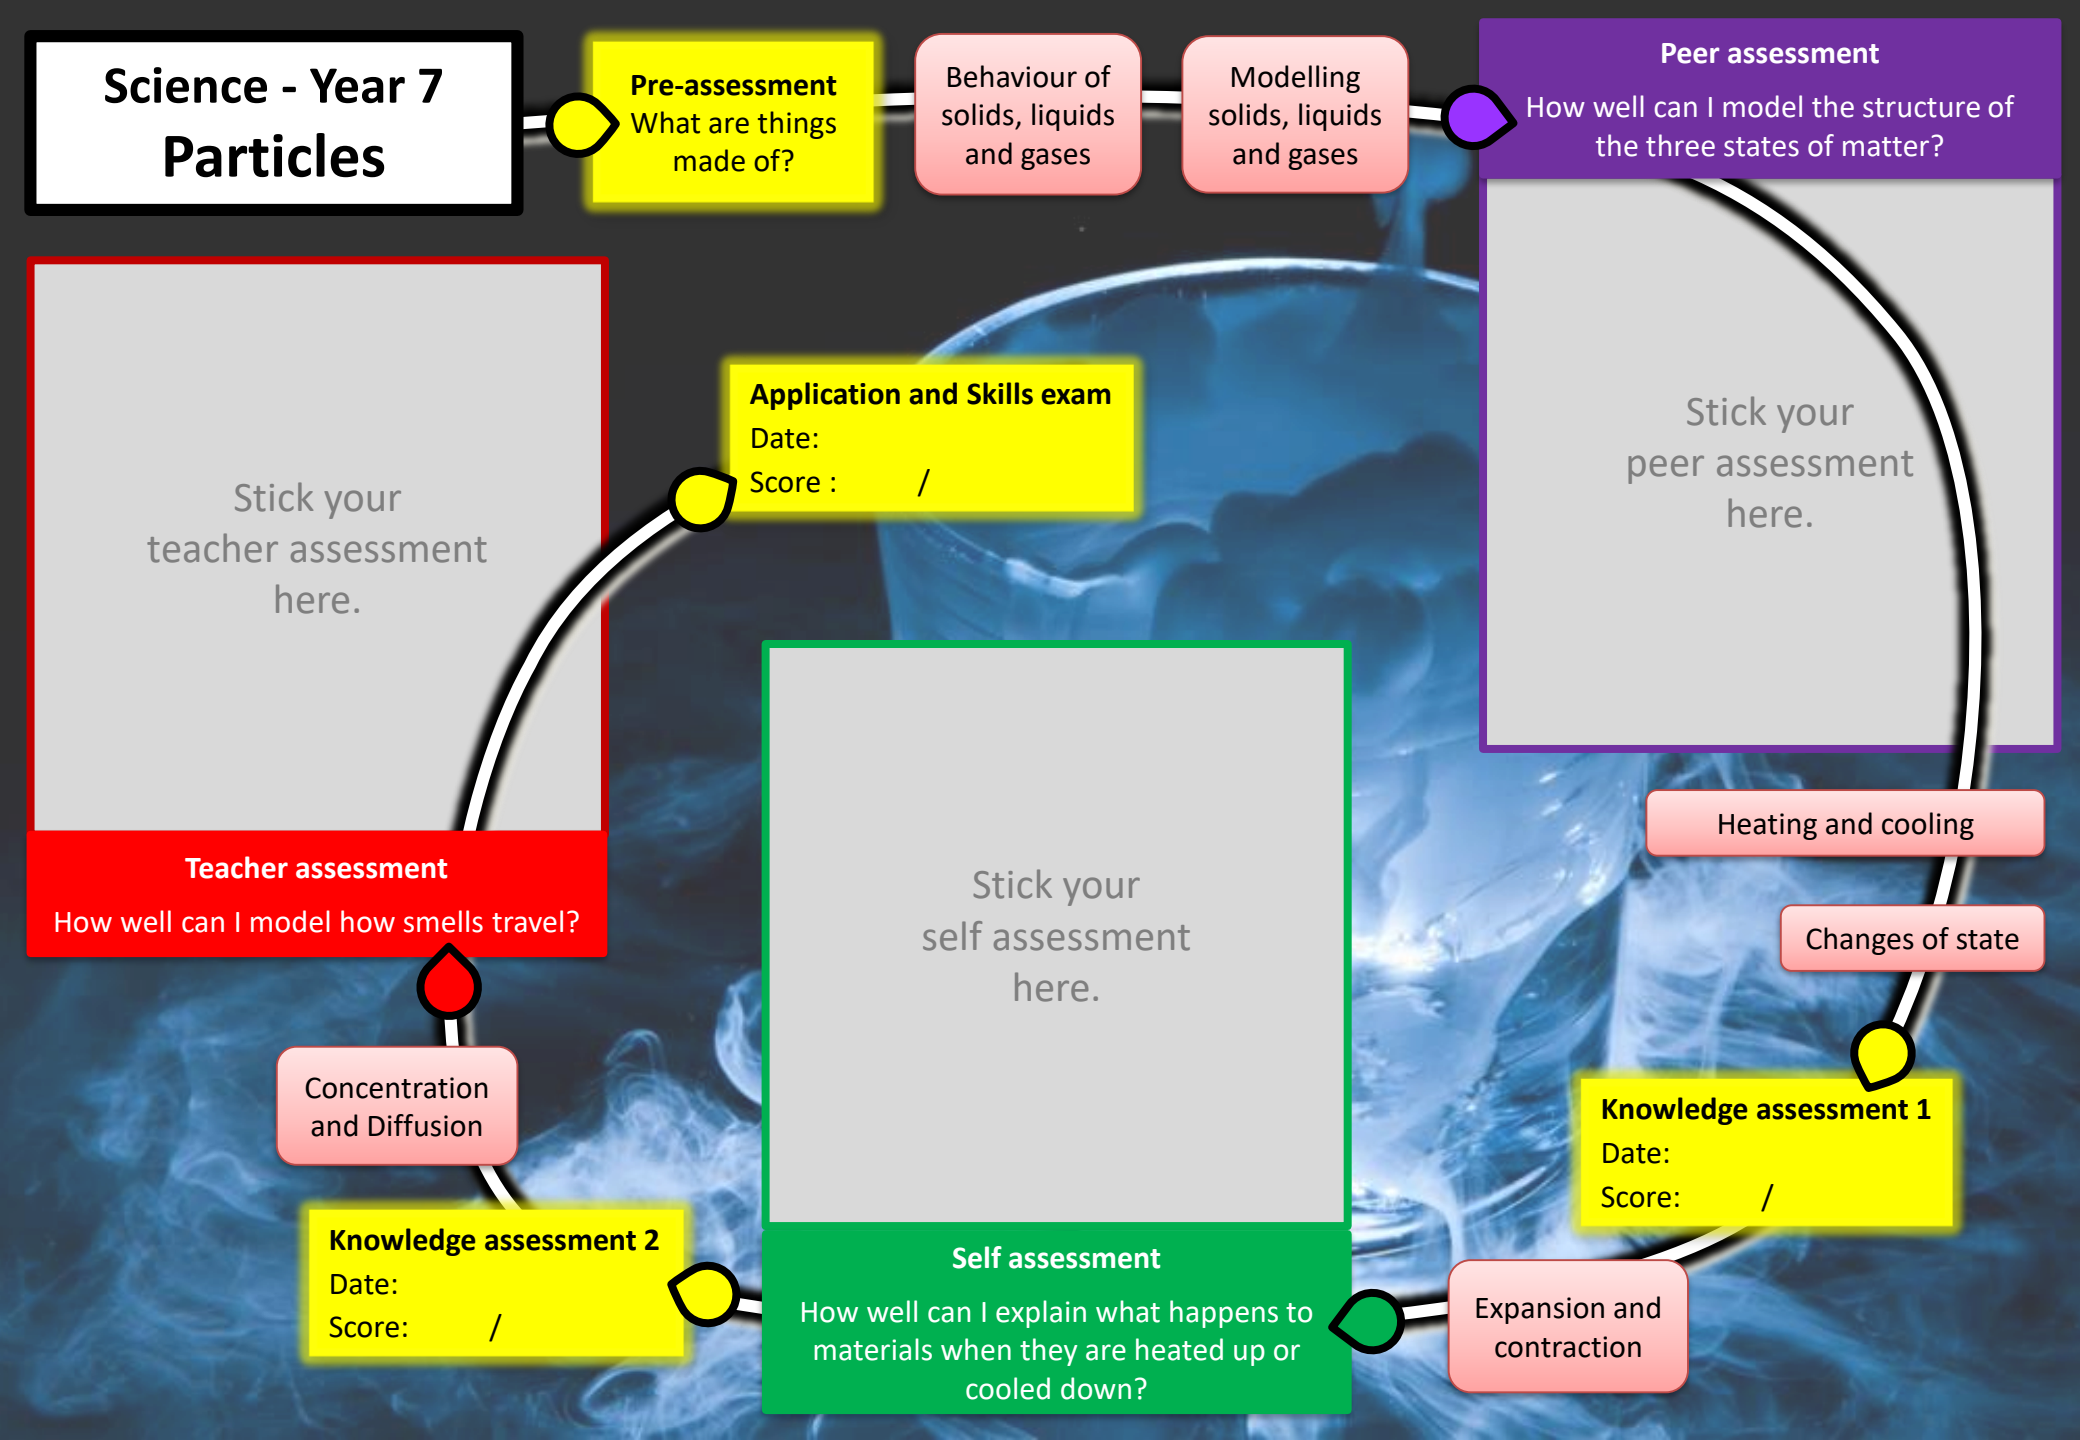 Science - Year 7
Particles
Pre-assessment
What are things
made of?
Behaviour of
solids, liquids
and gases
Modelling
solids, liquids
and gases
Peer assessment
How well can I model the structure of
the three states of matter?
Stick your
peer assessment
here.
Heating and cooling
Changes of state
Knowledge assessment 1
Date:
Score: /
Expansion and
contraction
Stick your
self assessment
here.
Self assessment
How well can I explain what happens to
materials when they are heated up or
cooled down?
Knowledge assessment 2
Date:
Score: /
Concentration
and Diffusion
Stick your
teacher assessment
here.
Teacher assessment
How well can I model how smells travel?
Application and Skills exam
Date:
Score : /